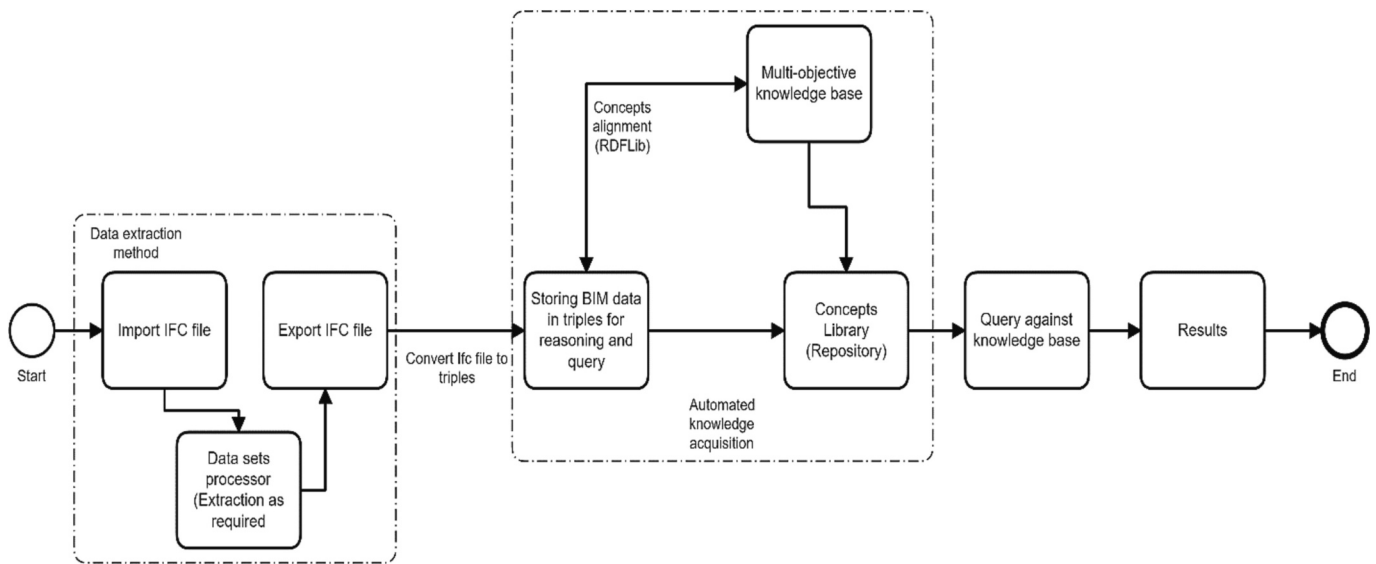 Start
Data extraction
method
Import IFC file
Data sets
processor
(Extraction as
required
Export IFC file
Convert Ifc file to
triples
Concepts
alignment
(RDFLib)
Multi-objective
knowledge base
Storing BIM data
in triples for
reasoning and
query
Concepts
Library
(Repository)
Automated
knowledge
acquisition
Query against
knowledge base
Results
End